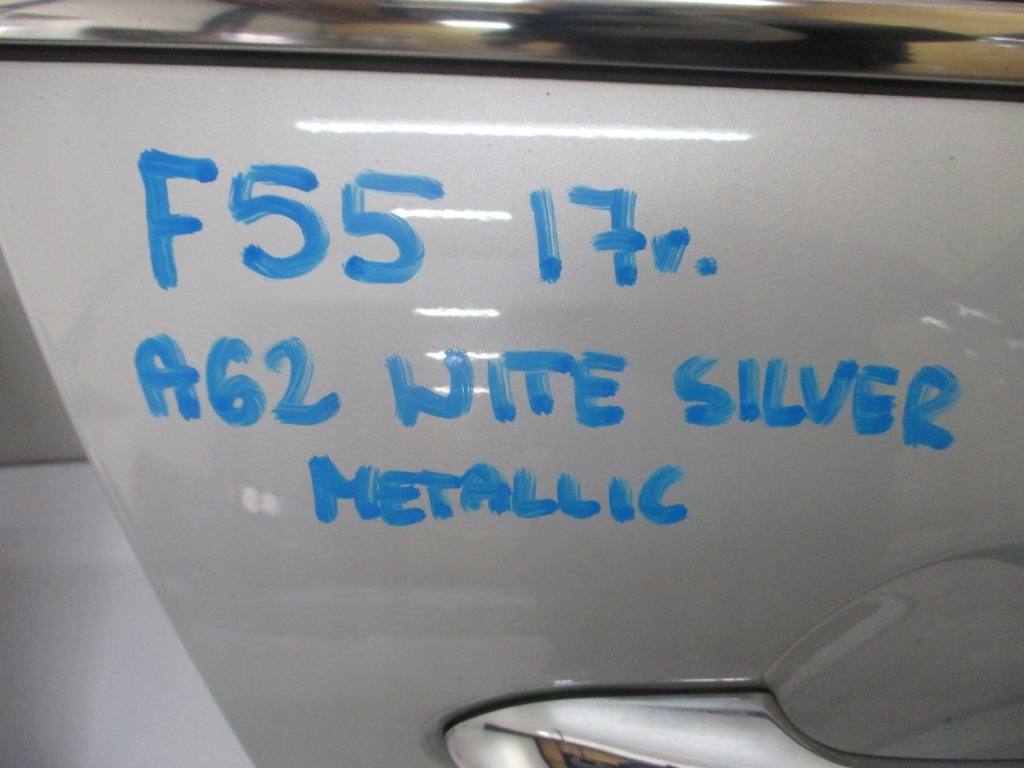 F55 17r.
A62 WITE SILVER
METALLIC